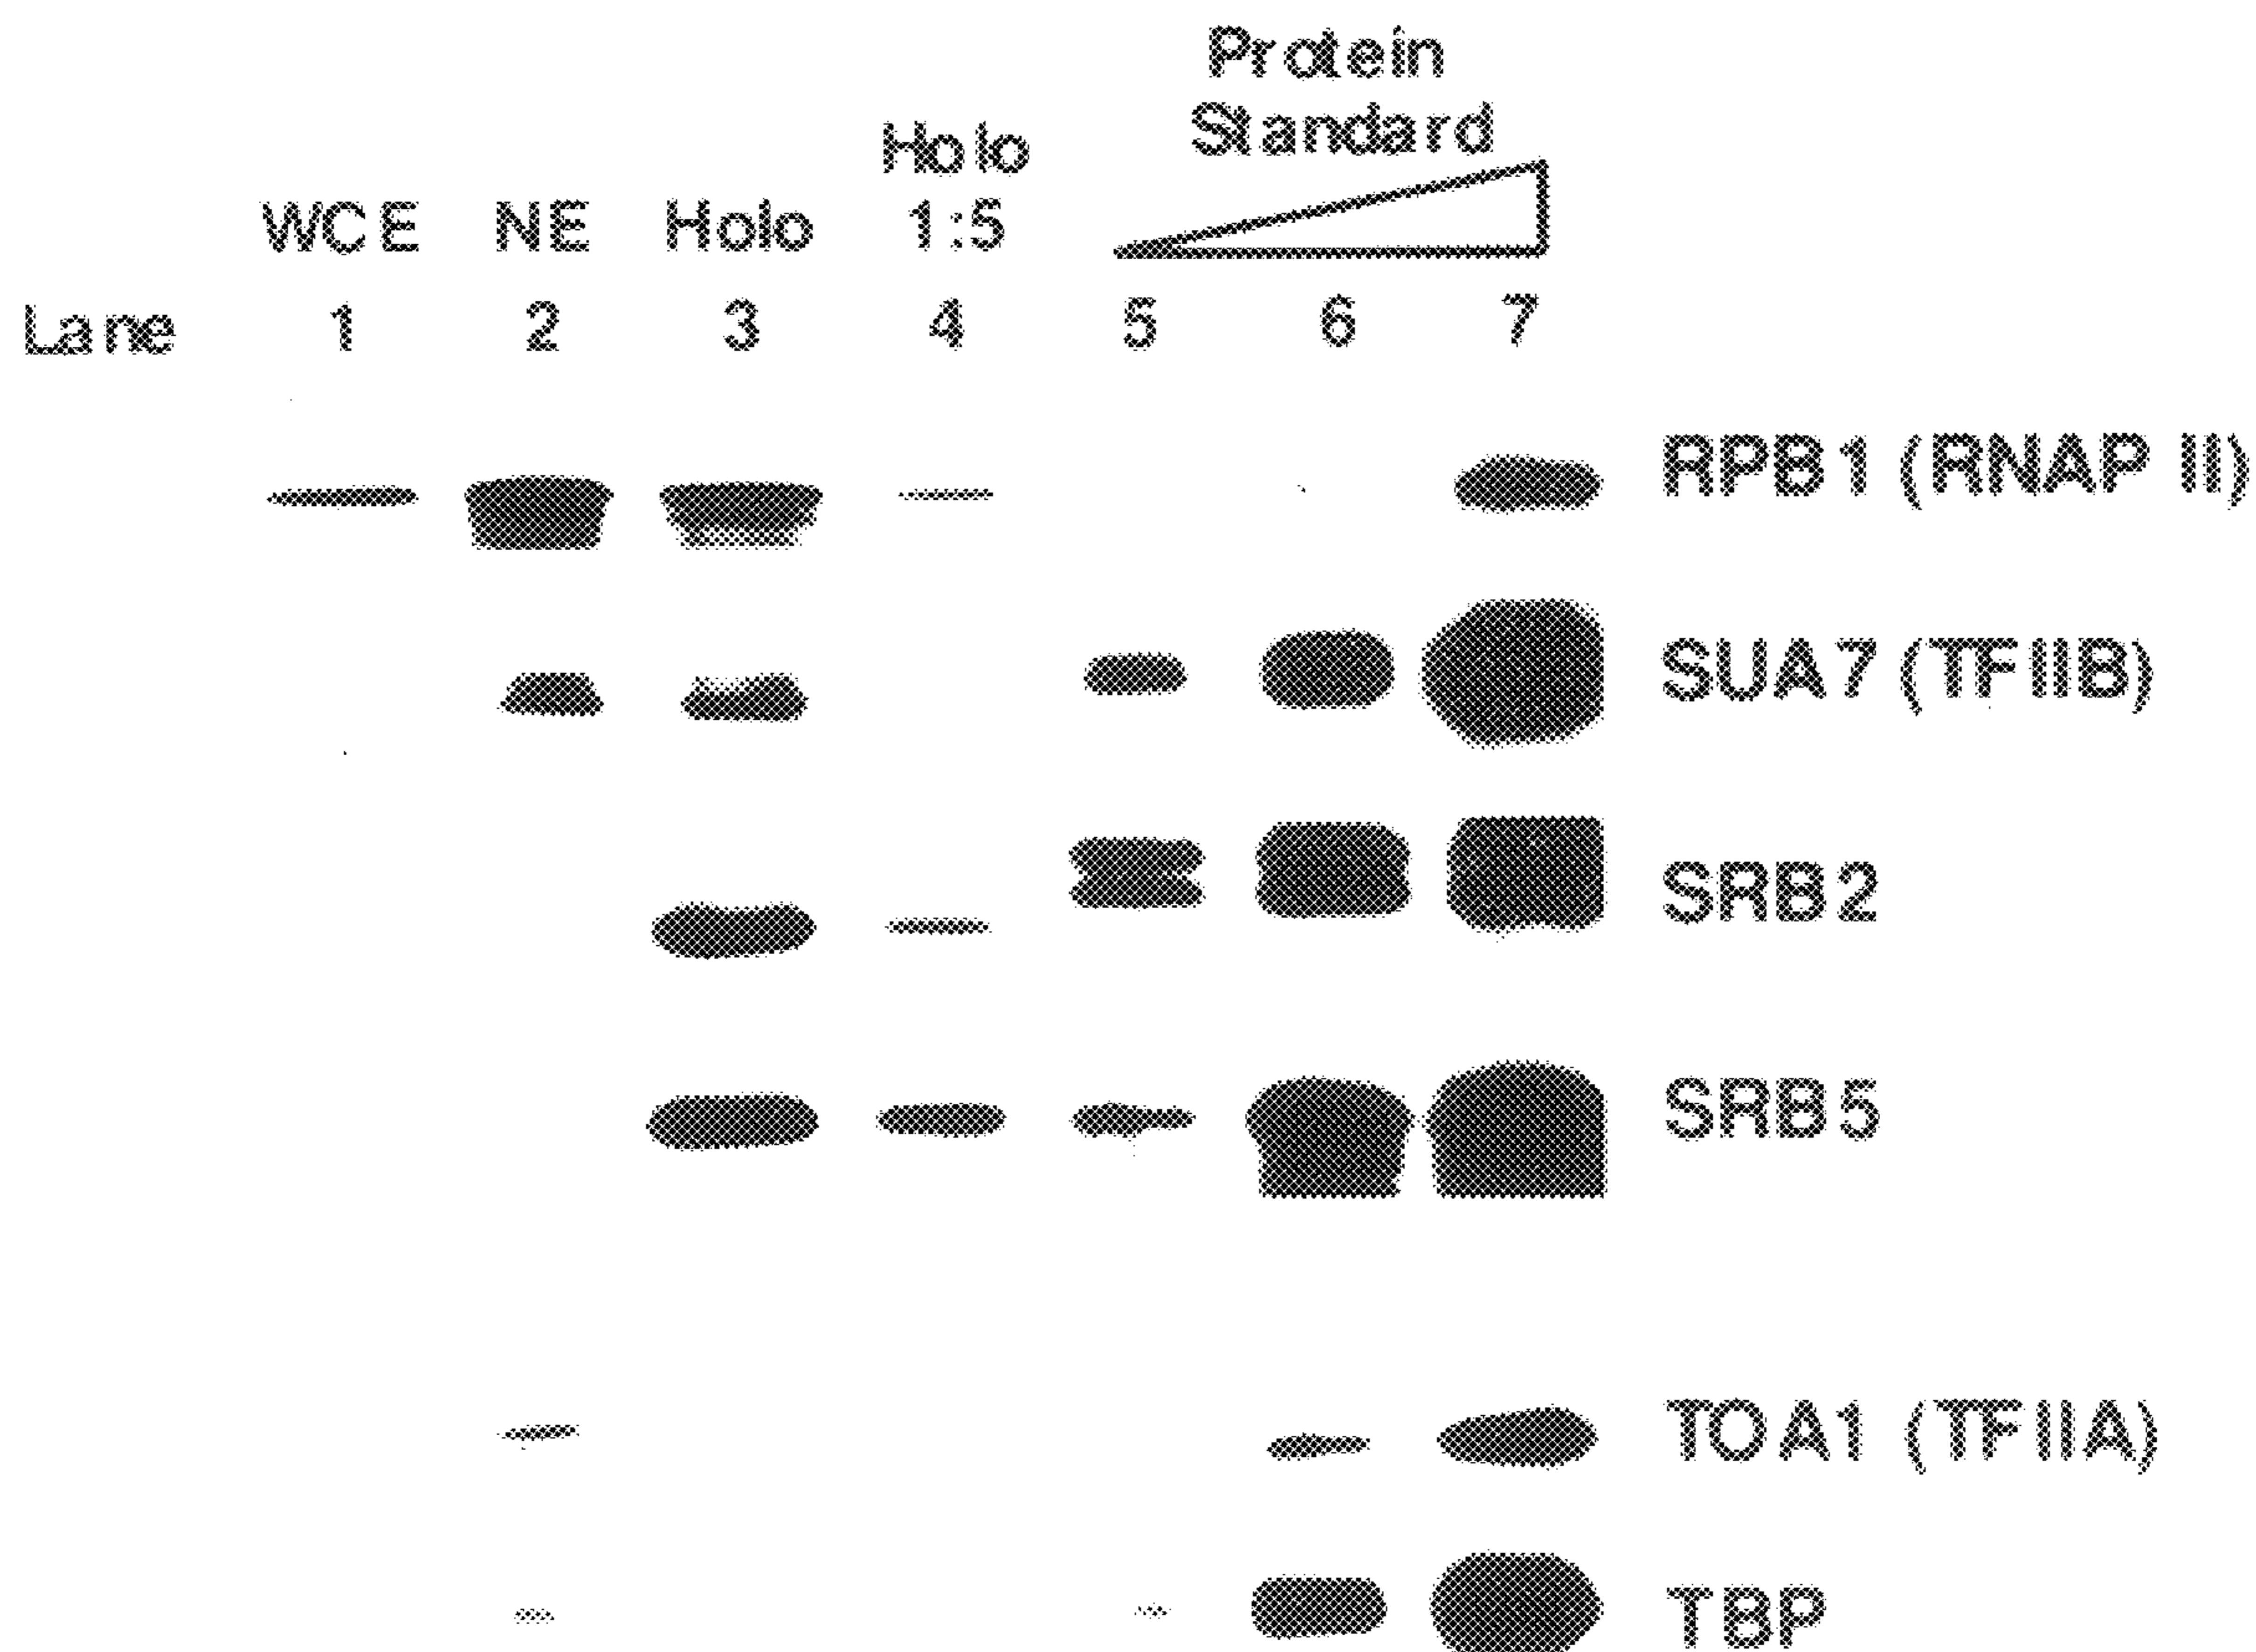 Protein
Standard
Holo
1:5
WCE NE Holo
Lane 1 2 3 4 5 6 7
RPB1 (RNAP II)
SUA7 (TFIIB)
SRB2
SRB5
TOA1 (TFIIA)
TBP